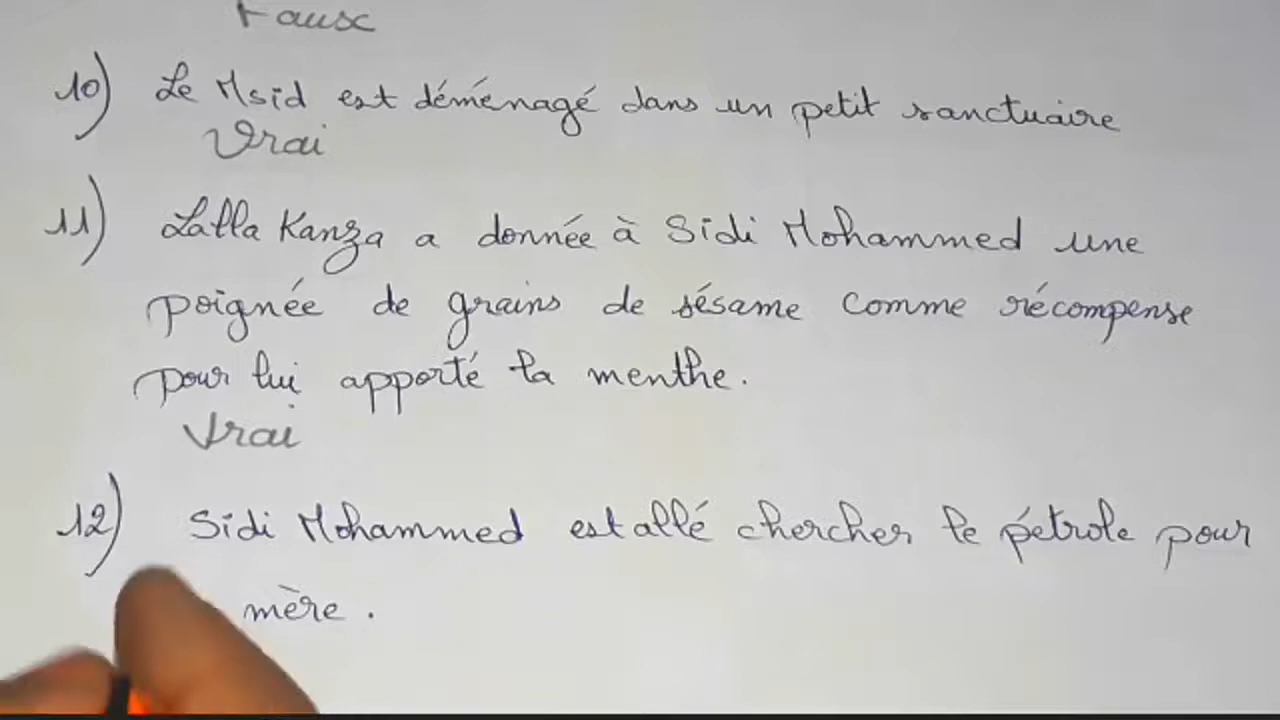 Fausse
10) Le Msid est déménagé dans un petit sanctuaire
Vrai
11) Lalla Kanza a donnée à Sidi Mohammed une
poignée de grains de sésame comme récompense
pour lui apporté la menthe.
Vrai
12) Sidi Mohammed est allé chercher le pétrole pour
mère.